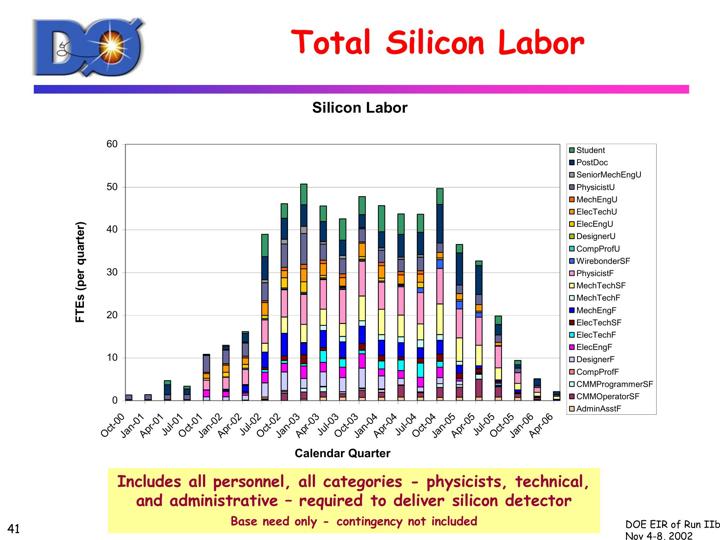 DØ
Total Silicon Labor
Silicon Labor
60
50
40
30
20
10
0
FTEs (per quarter)
Oct-00
Jan-01
Apr-01
Jul-01
Oct-01
Jan-02
Apr-02
Jul-02
Oct-02
Jan-03
Apr-03
Jul-03
Oct-03
Jan-04
Apr-04
Jul-04
Oct-04
Jan-05
Apr-05
Jul-05
Oct-05
Jan-06
Apr-06
Calendar Quarter
Student
PostDoc
SeniorMechEngU
PhysicistU
MechEngU
ElecTechU
ElecEngU
DesignerU
CompProfU
WirebonderSF
PhysicistF
MechTechSF
MechTechF
MechEngF
ElecTechSF
ElecTechF
ElecEngF
DesignerF
CompProfF
CMMProgrammerSF
CMMOperatorSF
AdminAsstF
Includes all personnel, all categories - physicists, technical,
and administrative – required to deliver silicon detector
Base need only - contingency not included
41
DOE EIR of Run IIb
Nov 4-8, 2002